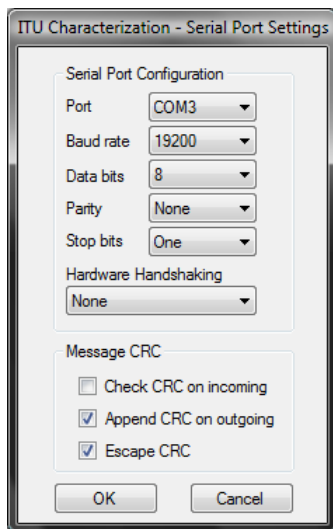 ITU Characterization - Serial Port Settings
Serial Port Configuration
Port COM3
Baud rate 19200
Data bits 8
Parity None
Stop bits One
Hardware Handshaking
None
Message CRC
Check CRC on incoming
Append CRC on outgoing
Escape CRC
OK Cancel